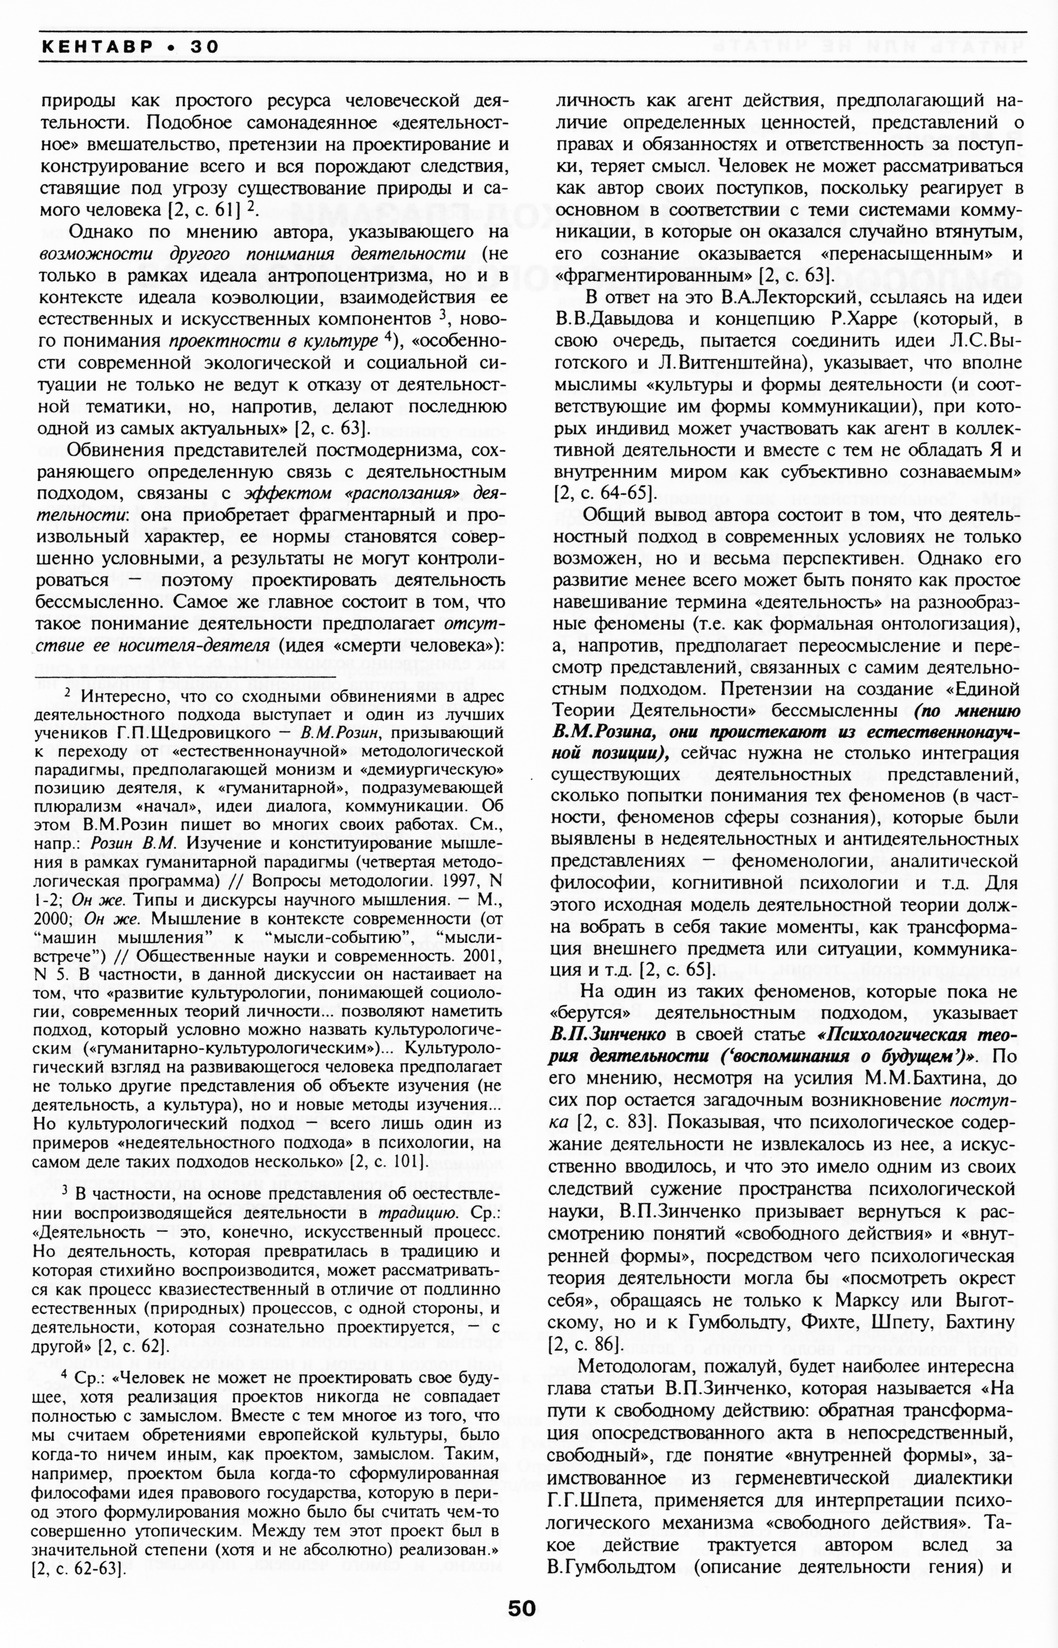 КЕНТАВР • 30
природы как простого ресурса человеческой дея-
тельности. Подобное самонадеянное «деятельност-
ное» вмешательство, претензии на проектирование и
конструирование всего и вся порождают следствия,
ставящие под угрозу существование природы и са-
мого человека [2, с. 61] 2.
Однако по мнению автора, указывающего на
возможности другого понимания деятельности (не
только в рамках идеала антропоцентризма, но и в
контексте идеала коэволюции, взаимодействия ее
естественных и искусственных компонентов 3, ново-
го понимания проектности в культуре 4), «особенно-
сти современной экологической и социальной си-
туации не только не ведут к отказу от деятельност-
ной тематики, но, напротив, делают последнюю
одной из самых актуальных» [2, с. 63].
Обвинения представителей постмодернизма, сох-
раняющего определенную связь с деятельностным
подходом, связаны с эффектом «расползания» дея-
тельности: она приобретает фрагментарный и про-
извольный характер, ее нормы становятся совер-
шенно условными, а результаты не могут контроли-
роваться — поэтому проектировать деятельность
бессмысленно. Самое же главное состоит в том, что
такое понимание деятельности предполагает отсут-
ствие ее носителя-деятеля (идея «смерти человека»):
2 Интересно, что со сходными обвинениями в адрес
деятельностного подхода выступает и один из лучших
учеников Г.П.Щедровицкого — В.М.Розин, призывающий
к переходу от «естественнонаучной» методологической
парадигмы, предполагающей монизм и «демиургическую»
позицию деятеля, к «гуманитарной», подразумевающей
плюрализм «начал», идеи диалога, коммуникации. Об
этом В.М.Розин пишет во многих своих работах. См.,
напр.: Розин В.М. Изучение и конституирование мышле-
ния в рамках гуманитарной парадигмы (четвертая методо-
логическая программа) // Вопросы методологии. 1997, N
1-2; Он же. Типы и дискурсы научного мышления. — М.,
2000; Он же. Мышление в контексте современности (от
“машин мышления” к “мысли-событию”, “мысли-
встрече”) // Общественные науки и современность. 2001,
N 5. В частности, в данной дискуссии он настаивает на
том, что «развитие культурологии, понимающей социоло-
гии, современных теорий личности... позволяют наметить
подход, который условно можно назвать культурологиче-
ским («гуманитарно-культурологическим»)... Культуроло-
гический взгляд на развивающегося человека предполагает
не только другие представления об объекте изучения (не
деятельность, а культура), но и новые методы изучения...
Но культурологический подход — всего лишь один из
примеров «недеятельностного подхода» в психологии, на
самом деле таких подходов несколько» [2, с. 101].
3 В частности, на основе представления об оестествле-
нии воспроизводящейся деятельности в традицию. Ср.:
«Деятельность — это, конечно, искусственный процесс.
Но деятельность, которая превратилась в традицию и
которая стихийно воспроизводится, может рассматривать-
ся как процесс квазиестественный в отличие от подлинно
естественных (природных) процессов, с одной стороны, и
деятельности, которая сознательно проектируется, — с
другой» [2, с. 62].
4 Ср.: «Человек не может не проектировать свое буду-
щее, хотя реализация проектов никогда не совпадает
полностью с замыслом. Вместе с тем многое из того, что
мы считаем обретениями европейской культуры, было
когда-то ничем иным, как проектом, замыслом. Таким,
например, проектом была когда-то сформулированная
философами идея правового государства, которую в пери-
од этого формулирования можно было бы считать чем-то
совершенно утопическим. Между тем этот проект был в
значительной степени (хотя и не абсолютно) реализован.»
[2, с. 62-63].
личность как агент действия, предполагающий на-
личие определенных ценностей, представлений о
правах и обязанностях и ответственность за поступ-
ки, теряет смысл. Человек не может рассматриваться
как автор своих поступков, поскольку реагирует в
основном в соответствии с теми системами комму-
никации, в которые он оказался случайно втянутым,
его сознание оказывается «перенасыщенным» и
«фрагментированным» [2, с. 63].
В ответ на это В.А.Лекторский, ссылаясь на идеи
В.В.Давыдова и концепцию Р.Харре (который, в
свою очередь, пытается соединить идеи Л.С.Вы-
готского и Л.Витгенштейна), указывает, что вполне
мыслимы «культуры и формы деятельности (и соот-
ветствующие им формы коммуникации), при кото-
рых индивид может участвовать как агент в коллек-
тивной деятельности и вместе с тем не обладать Я и
внутренним миром как субъективно сознаваемым»
[2, с. 64-65].
Общий вывод автора состоит в том, что деятель-
ностный подход в современных условиях не только
возможен, но и весьма перспективен. Однако его
развитие менее всего может быть понято как простое
навешивание термина «деятельность» на разнообраз-
ные феномены (т.е. как формальная онтологизация),
а, напротив, предполагает переосмысление и пере-
смотр представлений, связанных с самим деятельно-
стным подходом. Претензии на создание «Единой
Теории Деятельности» бессмысленны (по мнению
В.М.Розина, они проистекают из естественнонауч-
ной позиции), сейчас нужна не столько интеграция
существующих деятельностных представлений,
сколько попытки понимания тех феноменов (в част-
ности, феноменов сферы сознания), которые были
выявлены в недеятельностных и антидеятельностных
представлениях — феноменологии, аналитической
философии, когнитивной психологии и т.д. Для
этого исходная модель деятельностной теории долж-
на вобрать в себя такие моменты, как трансформа-
ция внешнего предмета или ситуации, коммуника-
ция и т.д. [2, с. 65].
На один из таких феноменов, которые пока не
«берутся» деятельностным подходом, указывает
В.П.Зинченко в своей статье «Психологическая тео-
рия деятельности (‘воспоминания о будущем’)». По
его мнению, несмотря на усилия М.М.Бахтина, до
сих пор остается загадочным возникновение поступ-
ка [2, с. 83]. Показывая, что психологическое содер-
жание деятельности не извлекалось из нее, а искус-
ственно вводилось, и что это имело одним из своих
следствий сужение пространства психологической
науки, В.П.Зинченко призывает вернуться к рас-
смотрению понятий «свободного действия» и «внут-
ренней формы», посредством чего психологическая
теория деятельности могла бы «посмотреть окрест
себя», обращаясь не только к Марксу или Выгот-
скому, но и к Гумбольдту, Фихте, Шпету, Бахтину
[2, с. 86].
Методологам, пожалуй, будет наиболее интересна
глава статьи В.П.Зинченко, которая называется «На
пути к свободному действию: обратная трансформа-
ция опосредствованного акта в непосредственный,
свободный», где понятие «внутренней формы», за-
имствованное из герменевтической диалектики
Г.Г.Шпета, применяется для интерпретации психо-
логического механизма «свободного действия». Та-
кое действие трактуется автором вслед за
В.Гумбольдтом (описание деятельности гения) и
50